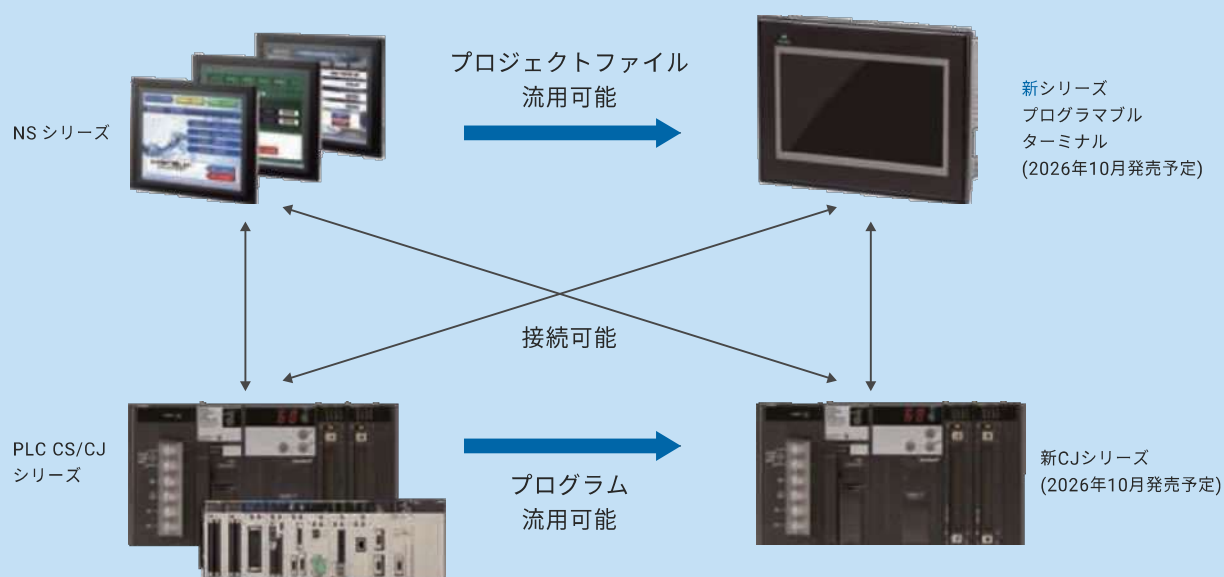 プロジェクトファイル
流用可能
NS シリーズ
新シリーズ
プログラマブル
ターミナル
(2026年10月発売予定)
接続可能
PLC CS/CJ
シリーズ
プログラム
流用可能
新CJシリーズ
(2026年10月発売予定)